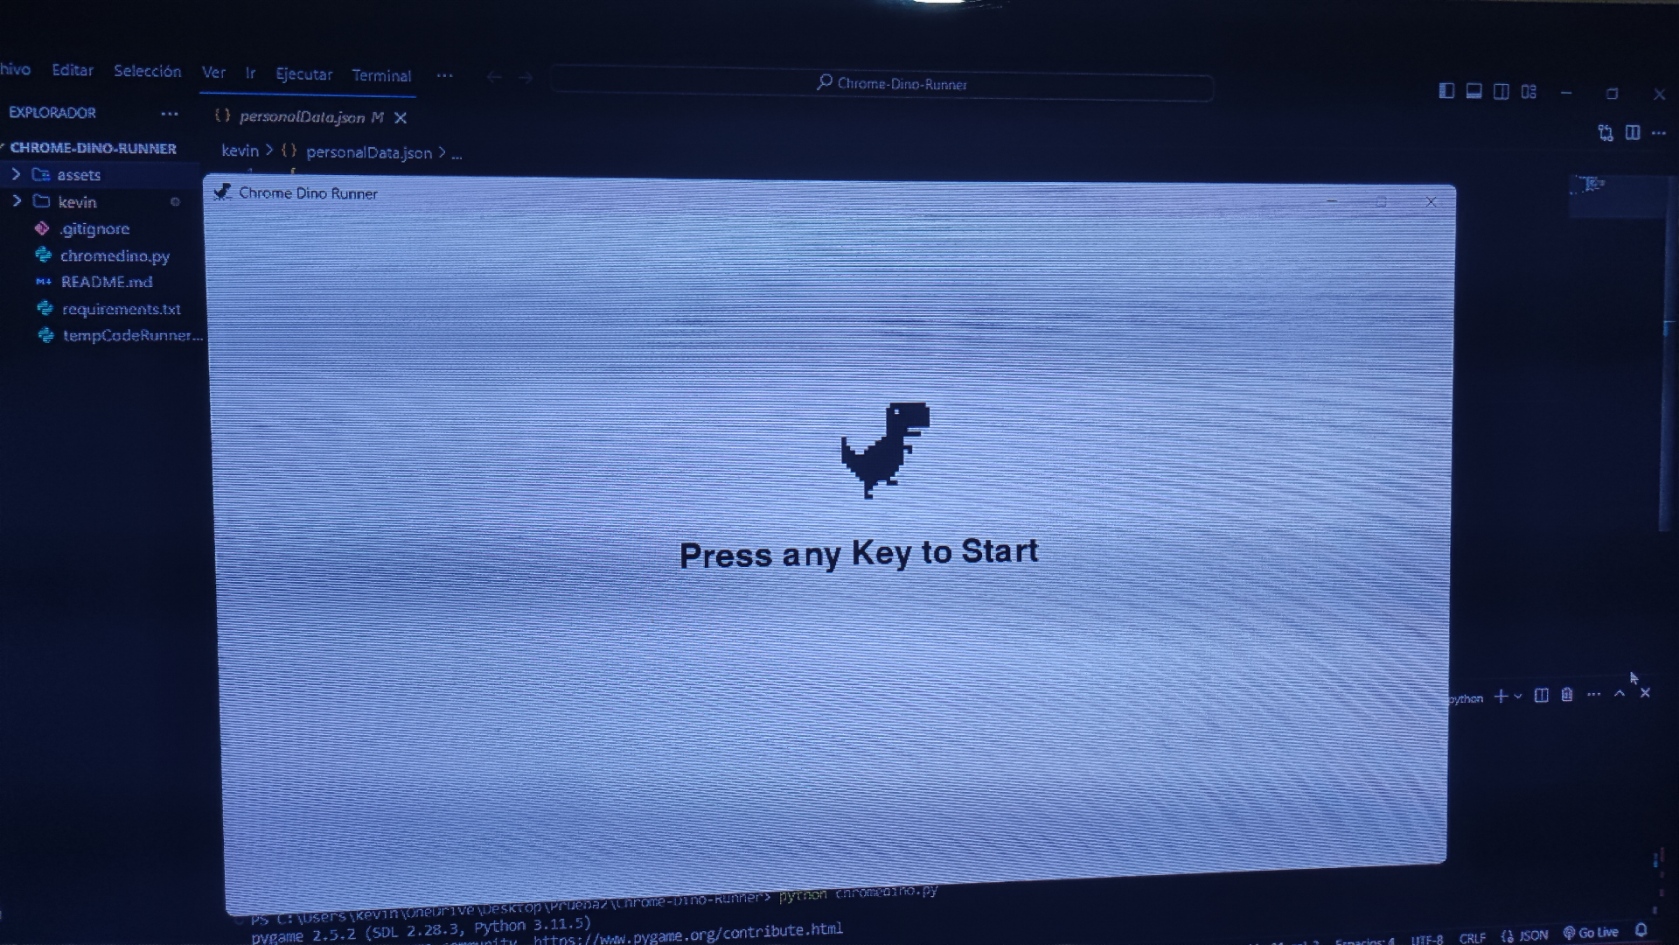 hivo Editar Selección Ver Ir Ejecutar Terminal ...
Chrome-Dino-Runner
EXPLORADOR ...
{ } personalData.json M
CHROME-DINO-RUNNER
kevin > { } personalData.json > ...
assets
kevin
.gitignore
chromedino.py
README.md
requirements.txt
tempCodeRunner...
Chrome Dino Runner
Press any Key to Start
python
PS C:\Users\kevin\OneDrive\Desktop\Prueba2\Chrome-Dino-Runner> python chromedino.py
pygame 2.5.2 (SDL 2.28.3, Python 3.11.5)
community. https://www.pygame.org/contribute.html
Espacios: 4 UTF-8 CRLF { } JSON Go Live